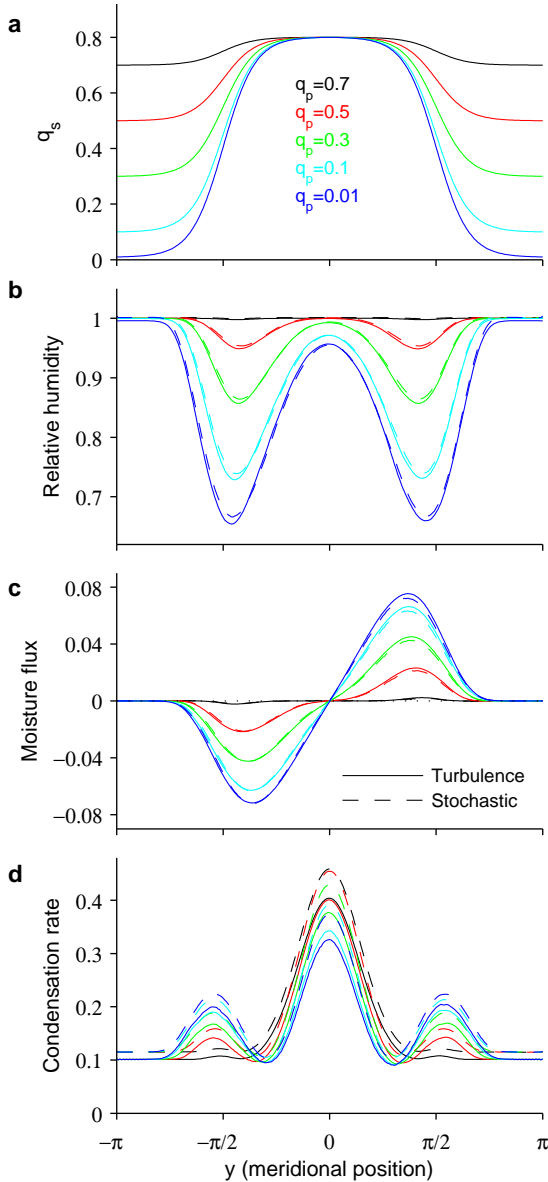 a
0.8
0.6
0.4
0.2
0
q_s
q_p=0.7
q_p=0.5
q_p=0.3
q_p=0.1
q_p=0.01
b
1
0.9
0.8
0.7
Relative humidity
c
0.08
0.04
0
−0.04
−0.08
Moisture flux
Turbulence
Stochastic
d
0.4
0.3
0.2
0.1
0
Condensation rate
−π −π/2 0 π/2 π
y (meridional position)